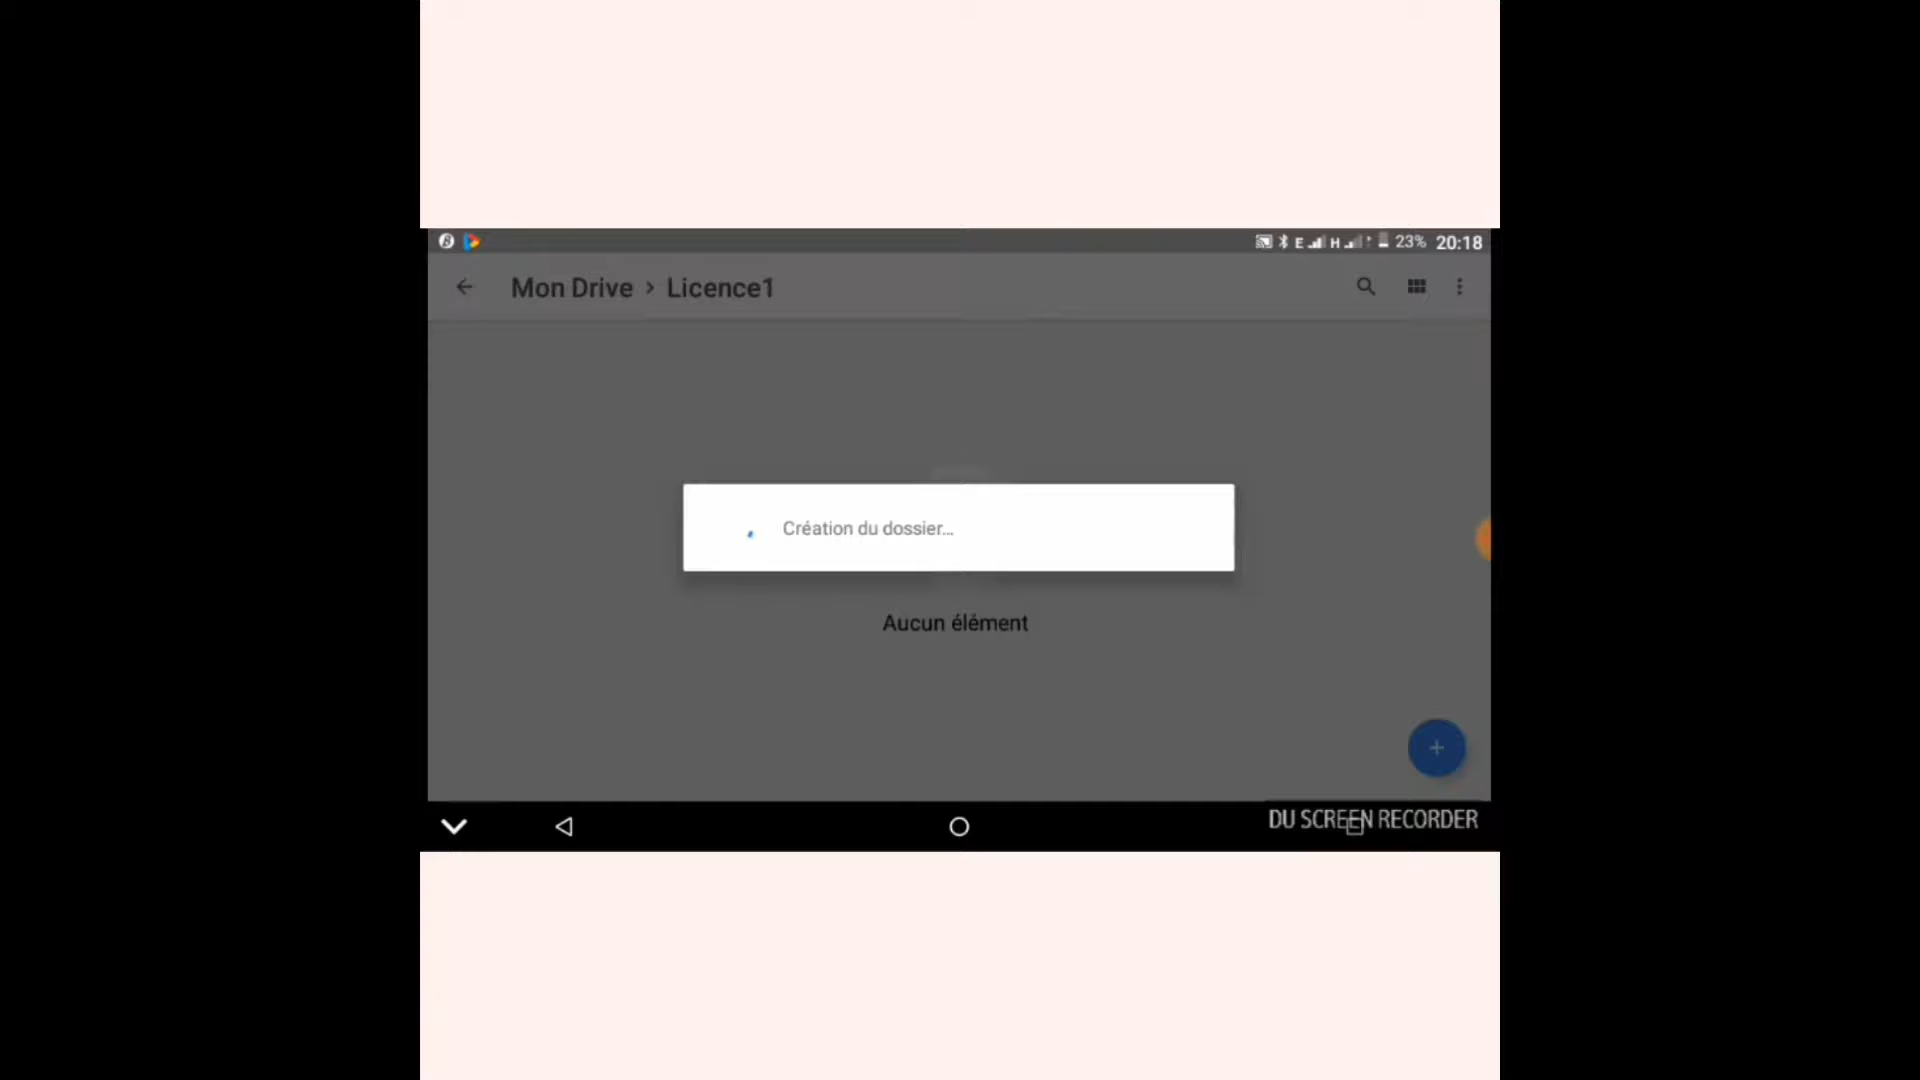 E H 23% 20:18
Mon Drive > Licence1
Création du dossier...
Aucun élément
DU SCREEN RECORDER